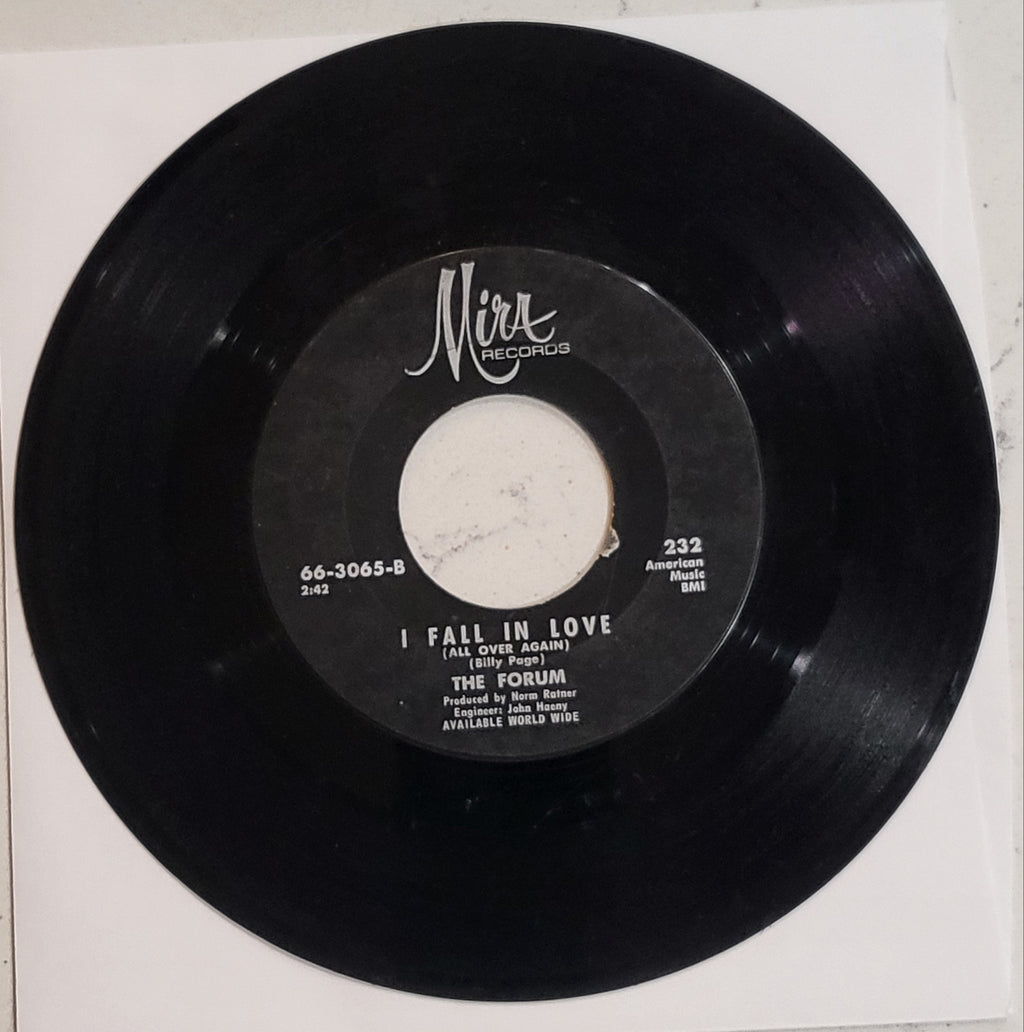 Mira
RECORDS
66-3065-B
2:42
232
American
Music
BMI
I FALL IN LOVE
(ALL OVER AGAIN)
(Billy Page)
THE FORUM
Produced by Norm Ratner
Engineer: John Haeny
AVAILABLE WORLD WIDE